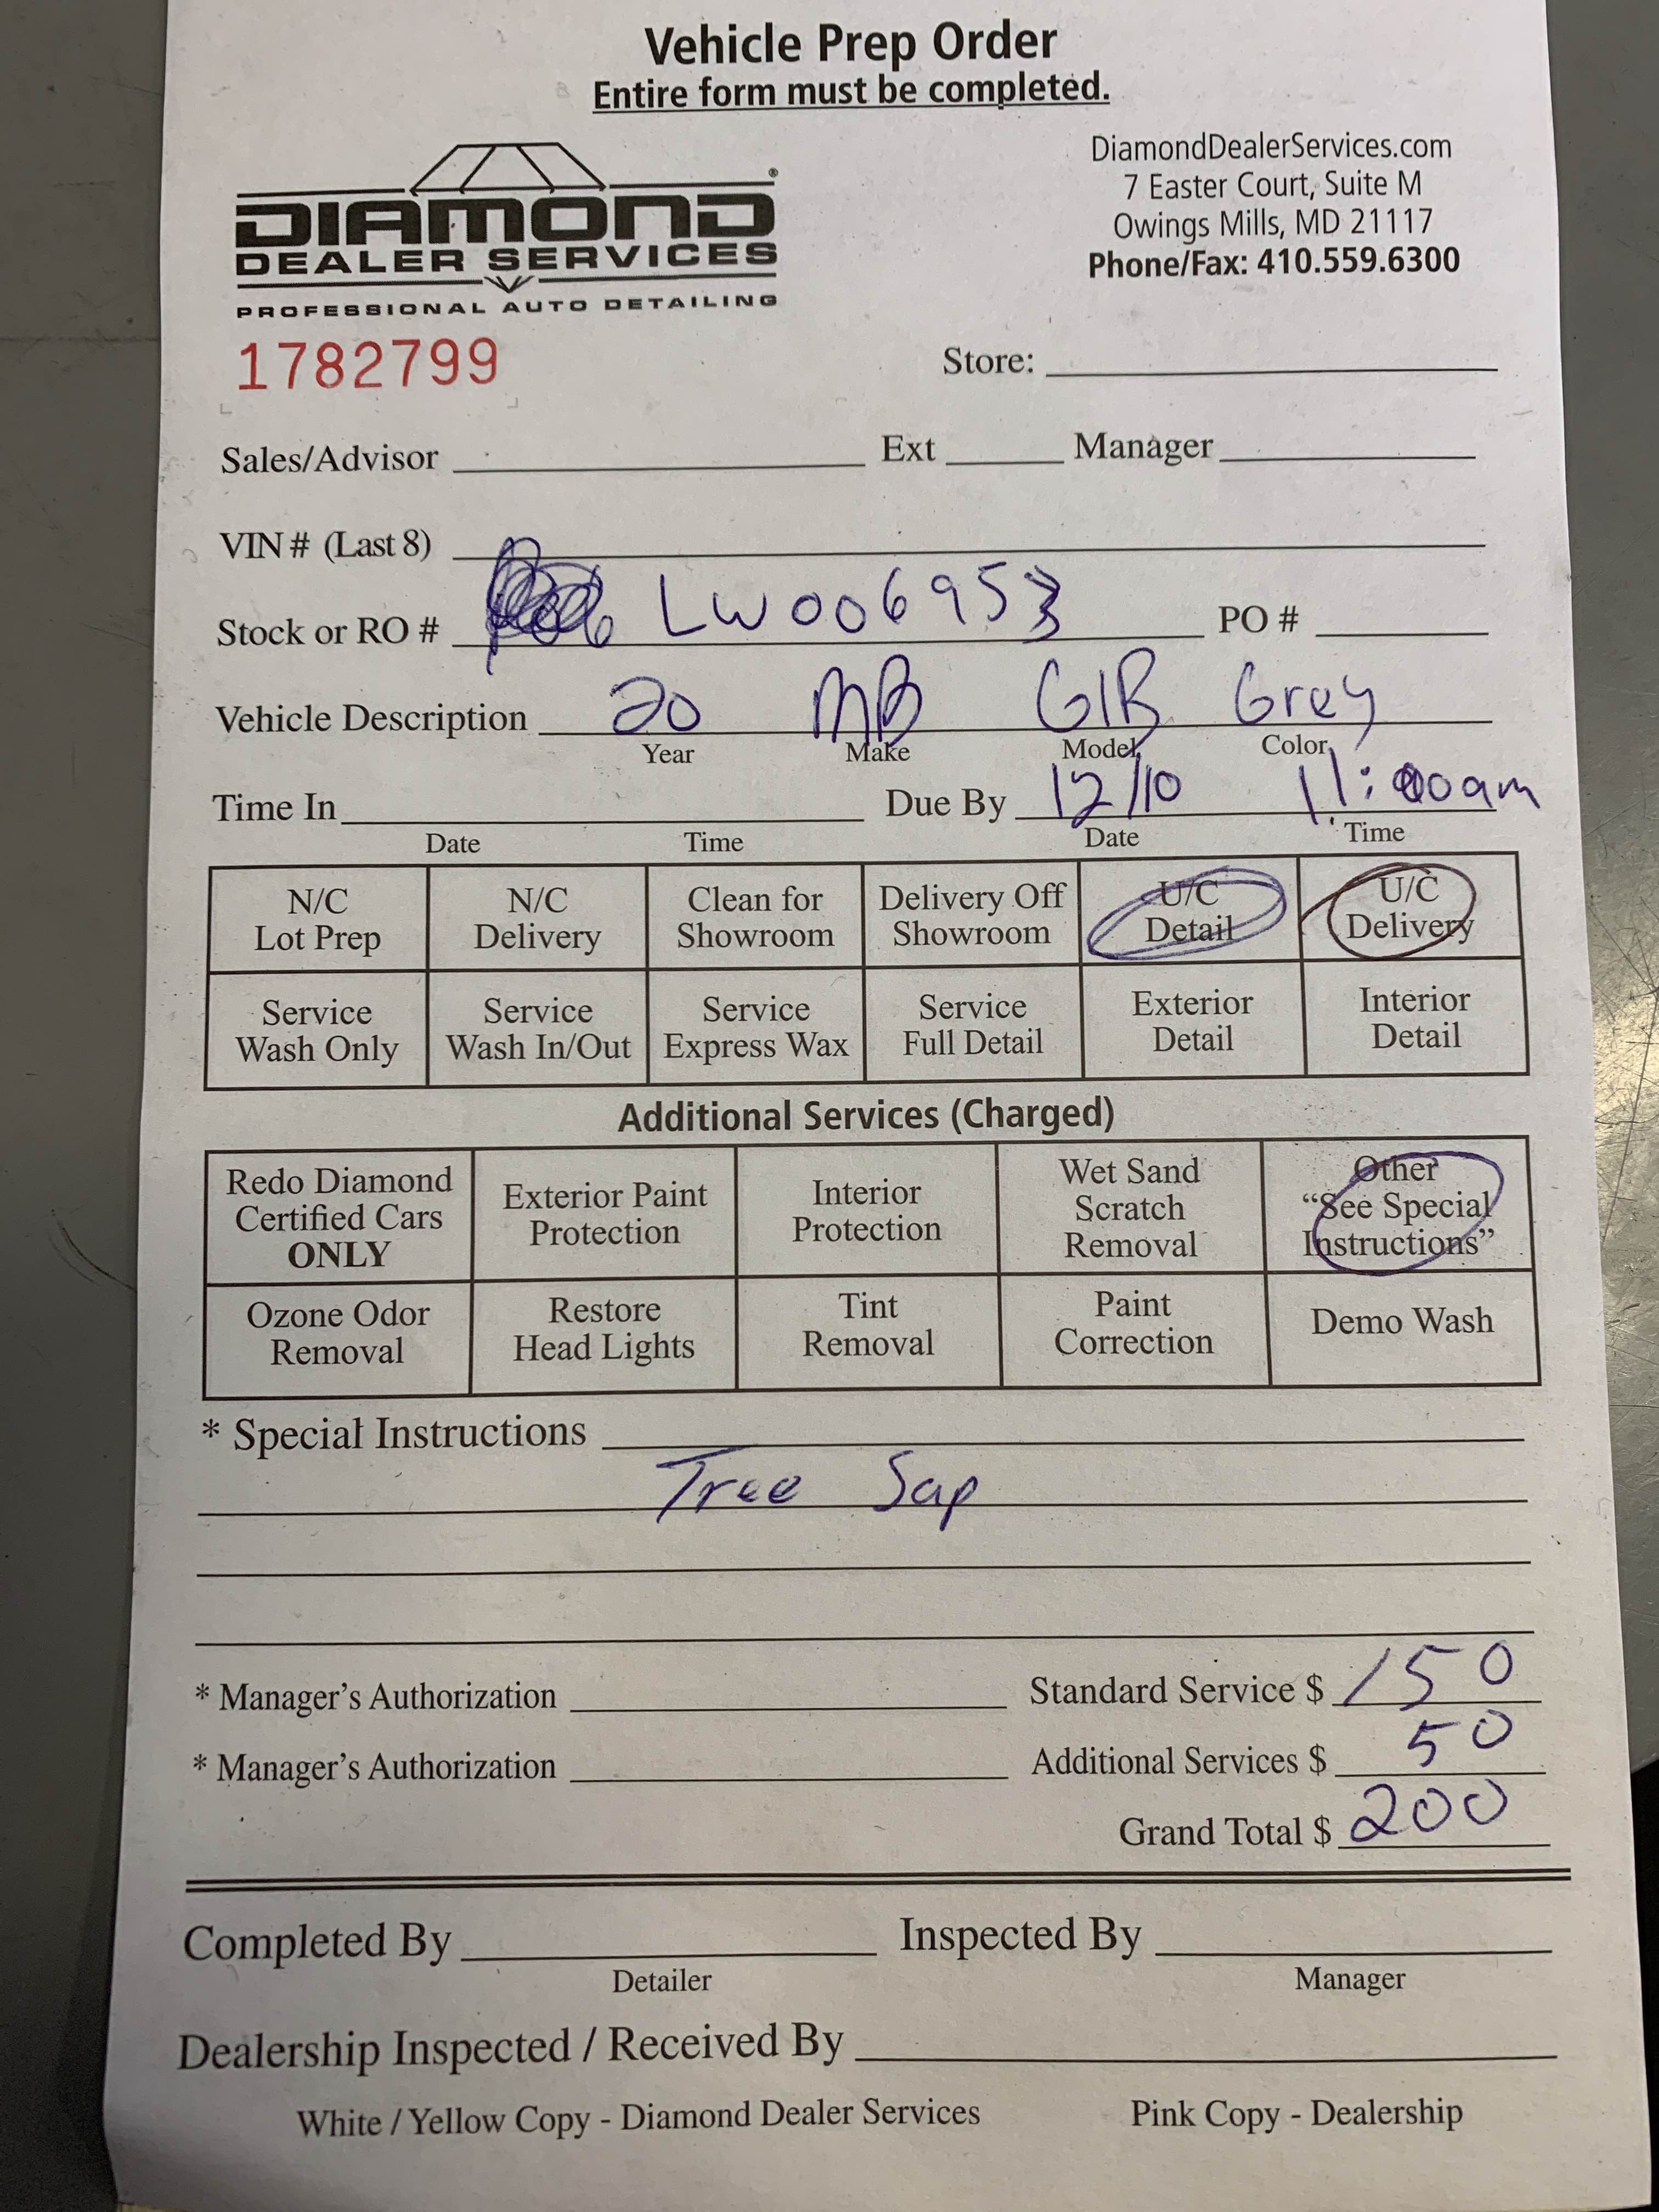 Vehicle Prep Order
Entire form must be completed.
DIAMOND®
DEALER SERVICES
PROFESSIONAL AUTO DETAILING
DiamondDealerServices.com
7 Easter Court, Suite M
Owings Mills, MD 21117
Phone/Fax: 410.559.6300
1782799
Store:
Sales/Advisor Ext Manager
VIN # (Last 8)
Stock or RO # LW006953 PO #
Vehicle Description 20 MB Grey
Year Make Model Color
Time In Due By 12/10 11:00am
Date Time Date Time
N/C Lot Prep N/C Delivery Clean for Showroom Delivery Off Showroom U/C Detail U/C Delivery
Service Wash Only Service Wash In/Out Service Express Wax Service Full Detail Exterior Detail Interior Detail
Additional Services (Charged)
Redo Diamond Certified Cars ONLY Exterior Paint Protection Interior Protection Wet Sand Scratch Removal Other "See Special Instructions"
Ozone Odor Removal Restore Head Lights Tint Removal Paint Correction Demo Wash
* Special Instructions
Tree Sap
* Manager's Authorization Standard Service $ 150
* Manager's Authorization Additional Services $ 50
Grand Total $ 200
Completed By Inspected By
Detailer Manager
Dealership Inspected / Received By
White / Yellow Copy - Diamond Dealer Services Pink Copy - Dealership